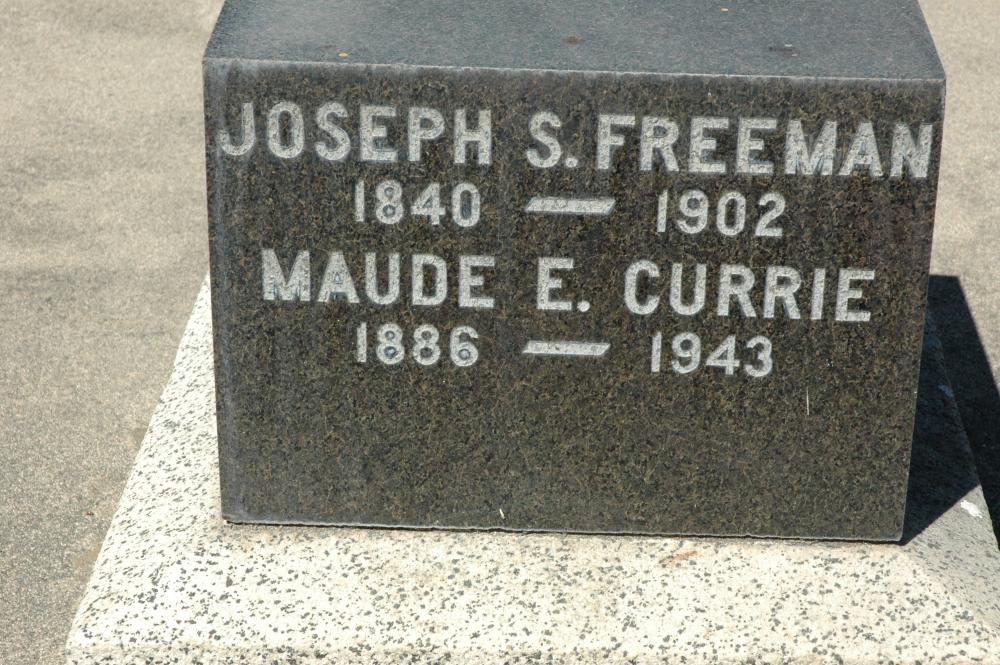 JOSEPH S. FREEMAN
1840 — 1902
MAUDE E. CURRIE
1886 — 1943